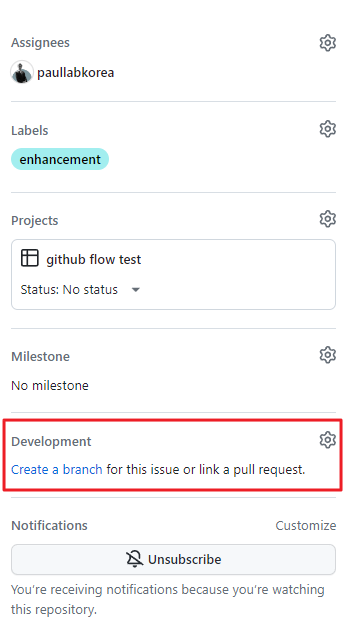 Assignees
paullabkorea
Labels
enhancement
Projects
github flow test
Status: No status
Milestone
No milestone
Development
Create a branch for this issue or link a pull request.
Notifications
Customize
Unsubscribe
You're receiving notifications because you're watching
this repository.